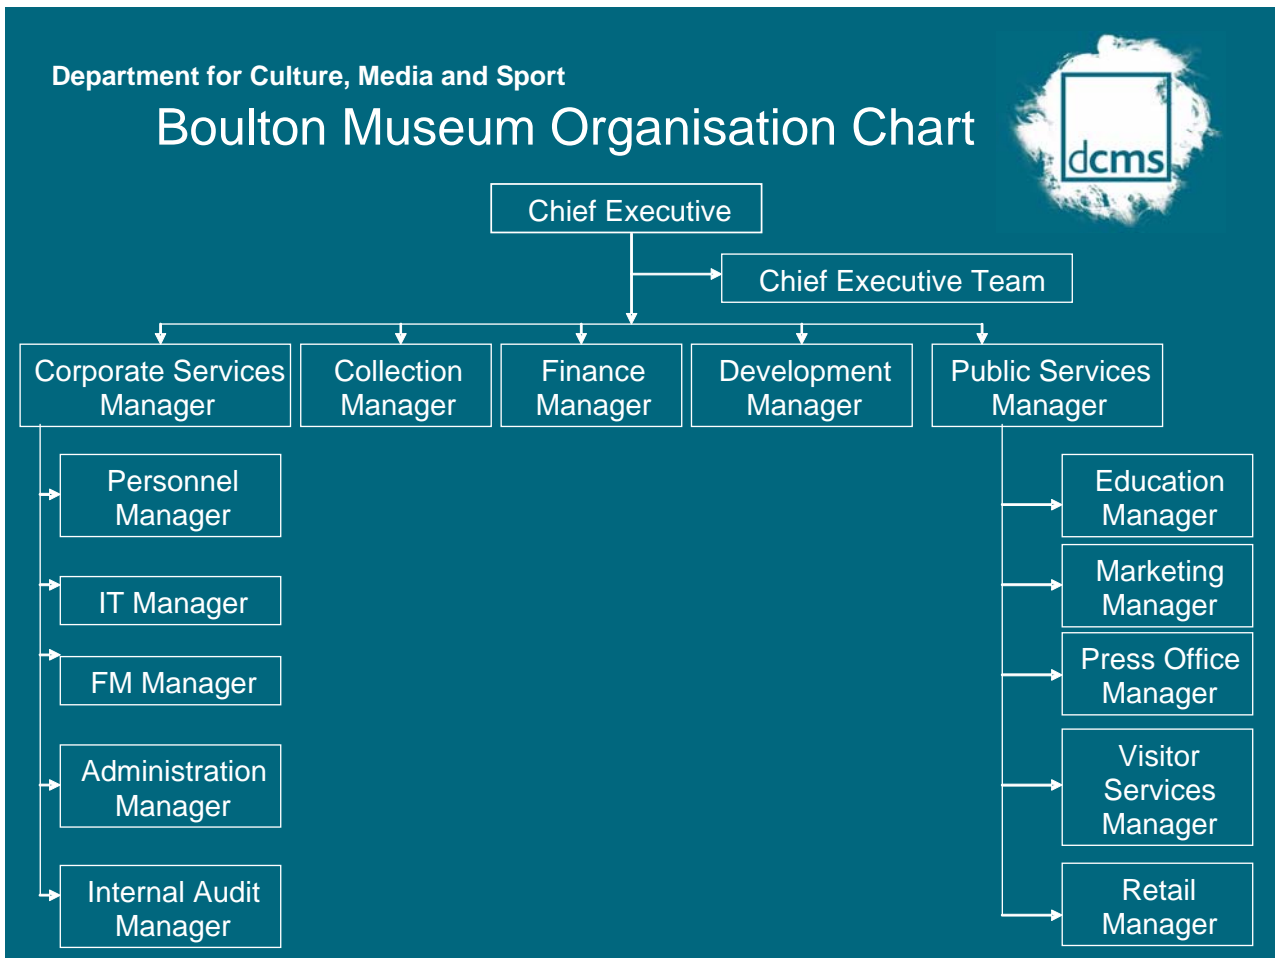 Department for Culture, Media and Sport
Boulton Museum Organisation Chart
dcms
Chief Executive
Chief Executive Team
Corporate Services
Manager
Collection
Manager
Finance
Manager
Development
Manager
Public Services
Manager
Personnel
Manager
IT Manager
FM Manager
Administration
Manager
Internal Audit
Manager
Education
Manager
Marketing
Manager
Press Office
Manager
Visitor
Services
Manager
Retail
Manager